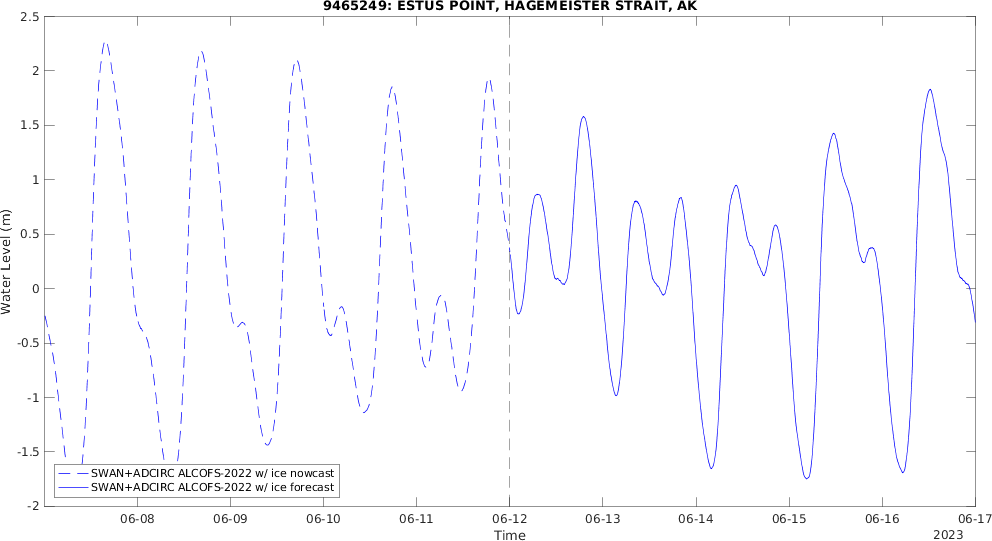 9465249: ESTUS POINT, HAGEMEISTER STRAIT, AK
2.5
2
1.5
1
0.5
0
-0.5
-1
-1.5
-2
Water Level (m)
SWAN+ADCIRC ALCOFS-2022 w/ ice nowcast
SWAN+ADCIRC ALCOFS-2022 w/ ice forecast
06-08 06-09 06-10 06-11 06-12 06-13 06-14 06-15 06-16 06-17
Time
2023